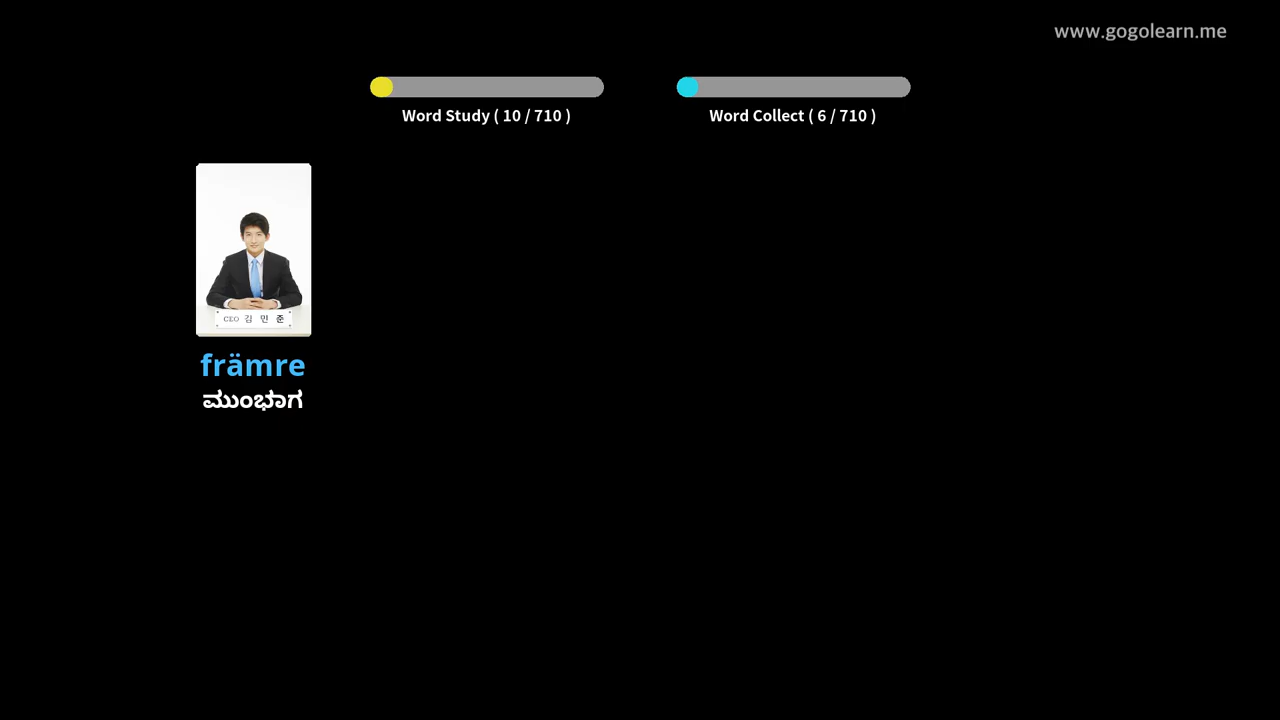 www.gogolearn.me
Word Study ( 10 / 710 )
Word Collect ( 6 / 710 )
CEO 김 민 준
främre
ಮುಂಭಾಗ